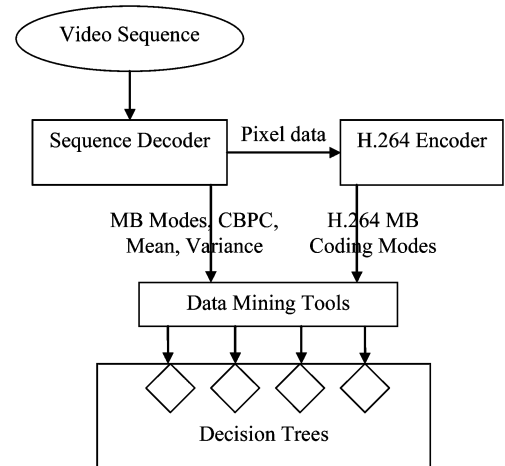 Video Sequence
Sequence Decoder
Pixel data
H.264 Encoder
MB Modes, CBPC,
Mean, Variance
H.264 MB
Coding Modes
Data Mining Tools
Decision Trees